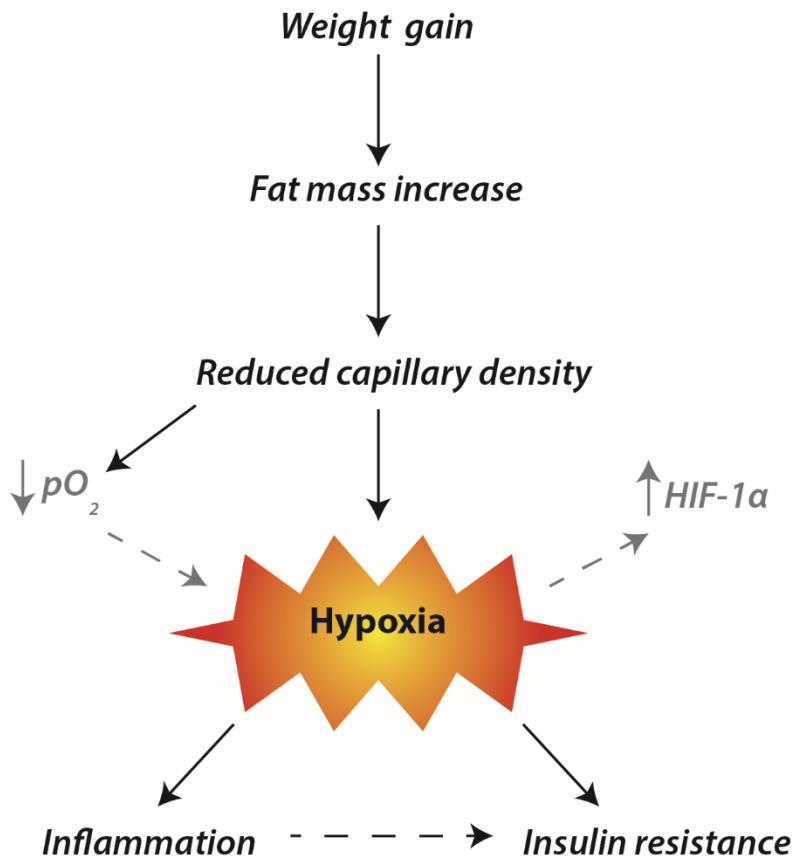 Weight gain
Fat mass increase
Reduced capillary density
↓ pO₂
↑ HIF-1α
Hypoxia
Inflammation
Insulin resistance